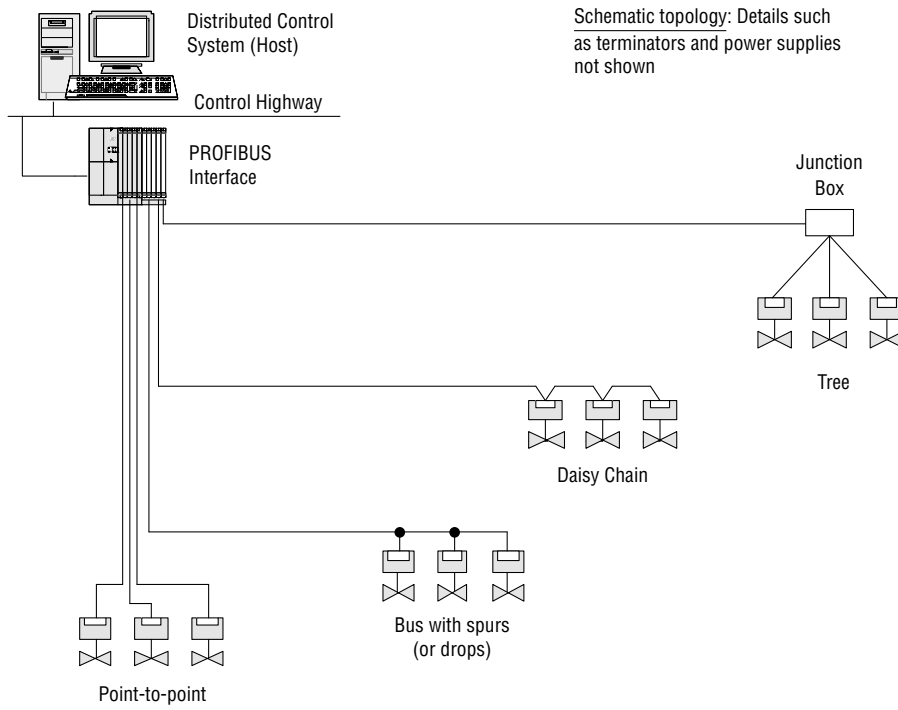 Distributed Control
System (Host)
Schematic topology: Details such
as terminators and power supplies
not shown
Control Highway
PROFIBUS
Interface
Junction
Box
Tree
Daisy Chain
Bus with spurs
(or drops)
Point-to-point